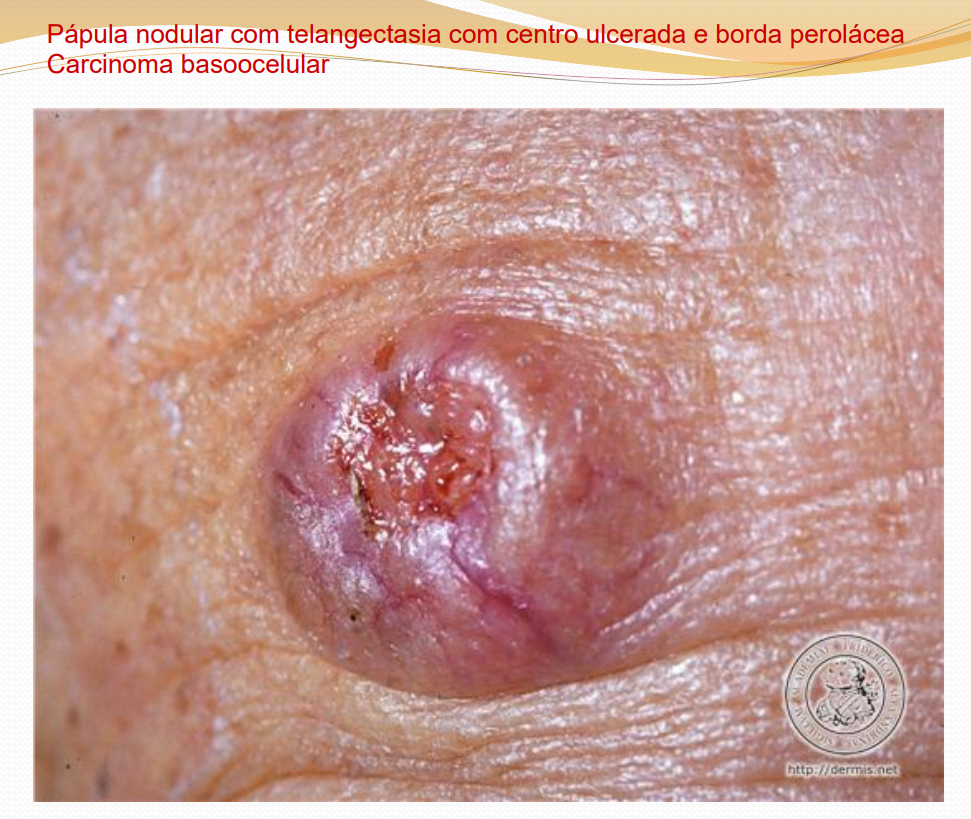 Pápula nodular com telangectasia com centro ulcerada e borda perolácea
Carcinoma basoocelular
http://dermis.net